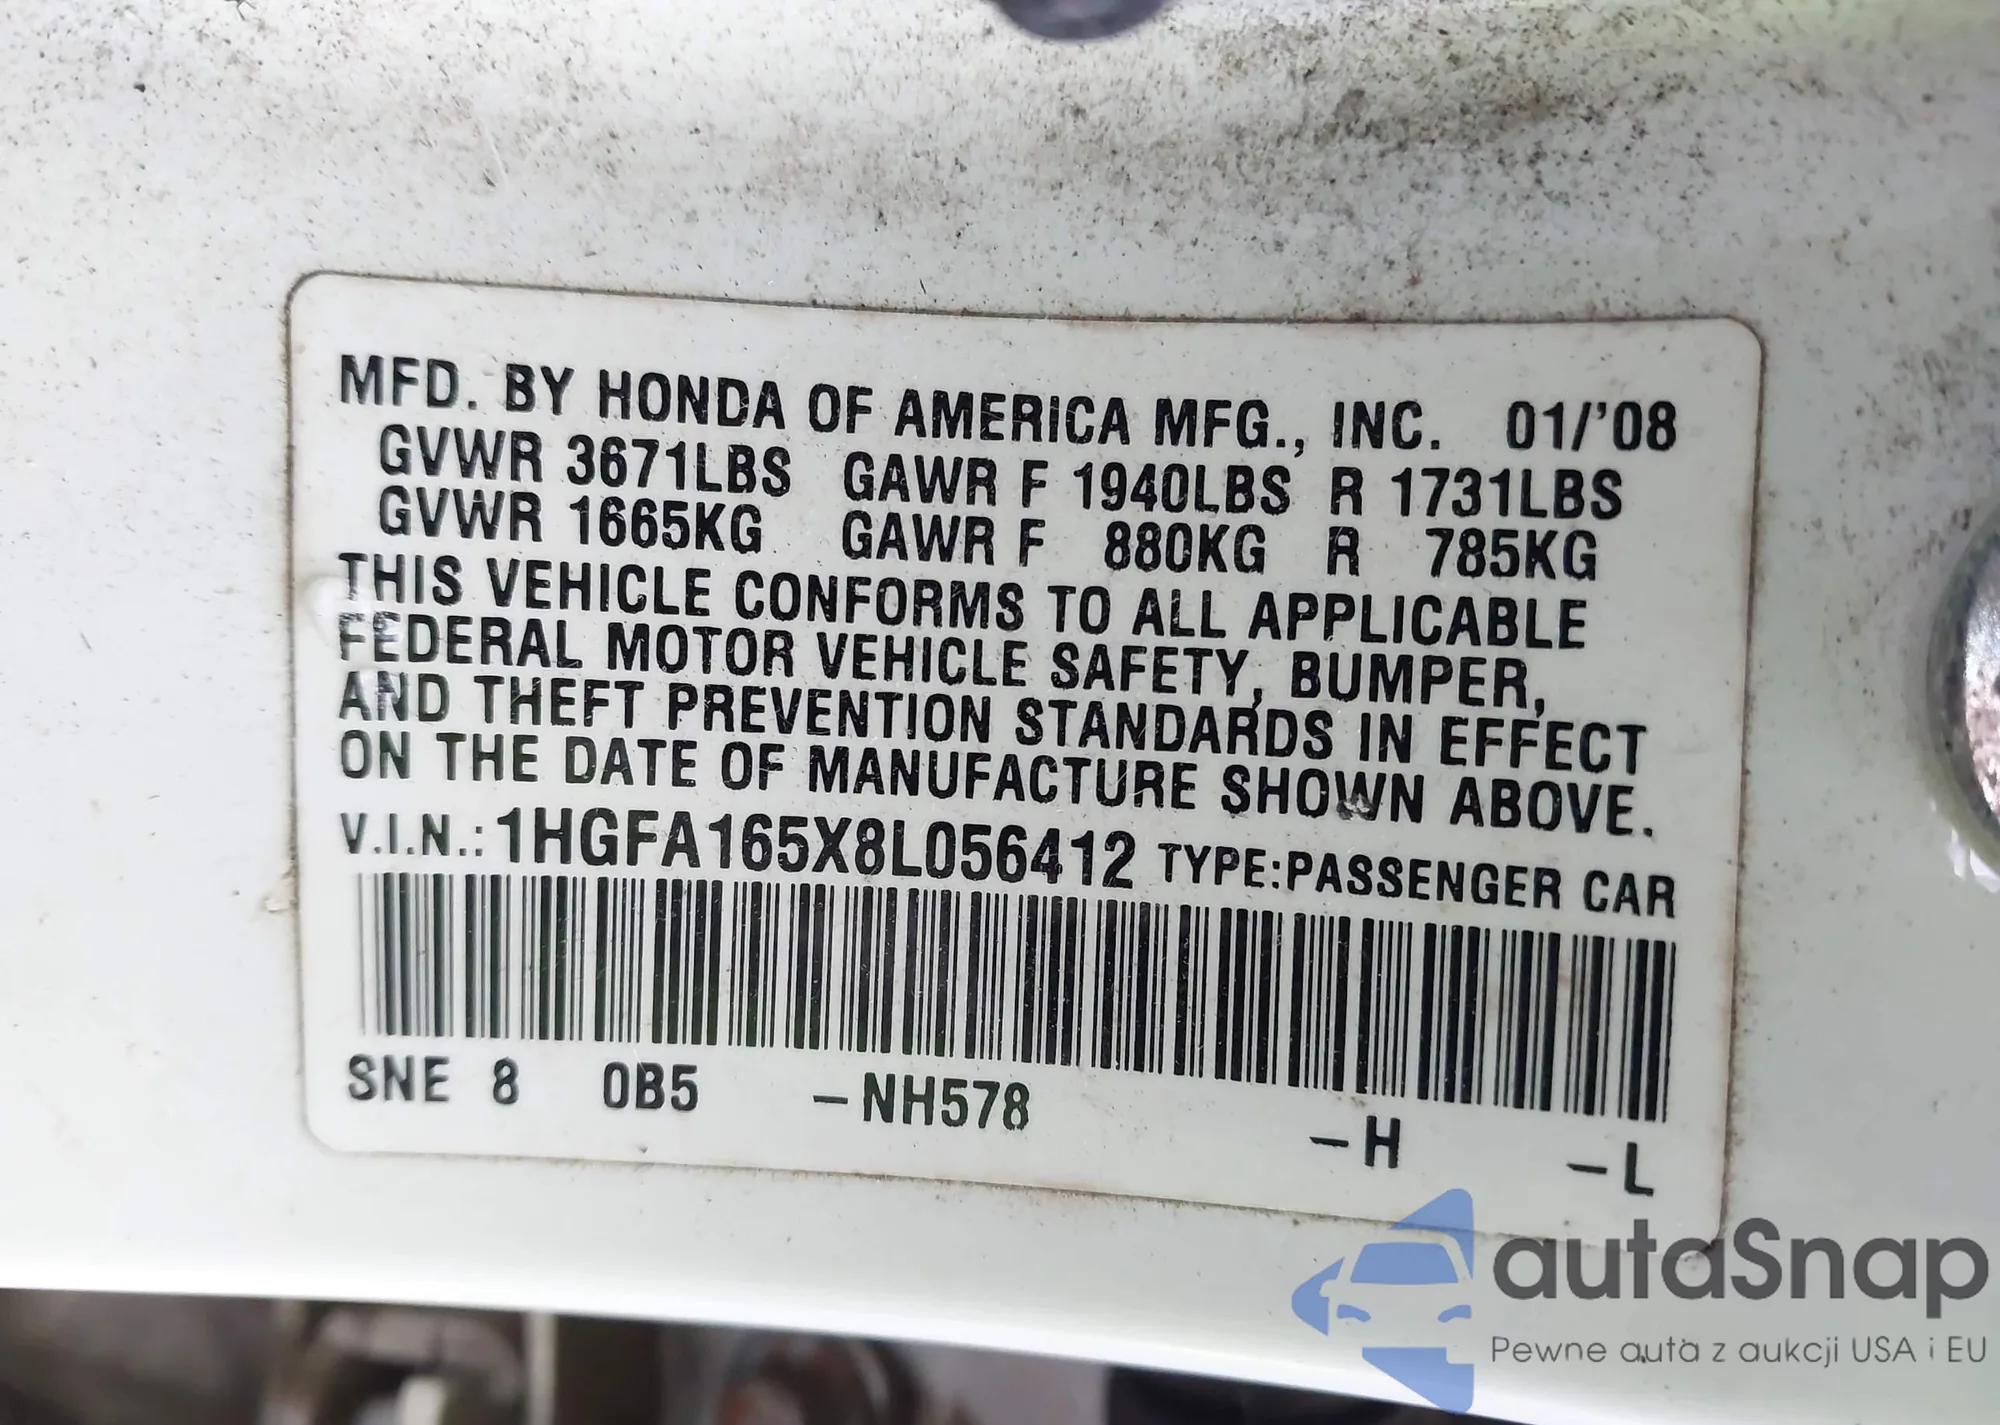 MFD. BY HONDA OF AMERICA MFG., INC. 01/'08
GVWR 3671LBS GAWR F 1940LBS R 1731LBS
GVWR 1665KG GAWR F 880KG R 785KG
THIS VEHICLE CONFORMS TO ALL APPLICABLE
FEDERAL MOTOR VEHICLE SAFETY, BUMPER,
AND THEFT PREVENTION STANDARDS IN EFFECT
ON THE DATE OF MANUFACTURE SHOWN ABOVE.
V.I.N.: 1HGFA165X8L056412 TYPE:PASSENGER CAR
SNE 8 0B5 –NH578 –H –L
autaSnap
Pewne auta z aukcji USA i EU